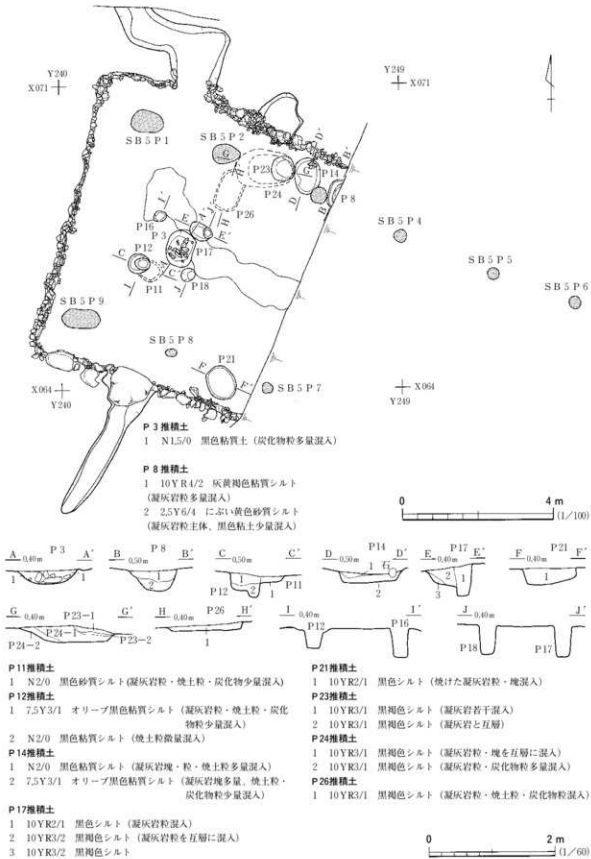 Y240
X071
Y249
X071
SB5P1
SB5P2
D'
B'
G
G'
P23
P14
P24
D
B
P8
P26
H
I'
P16
E
A'
P3
E'
SB5P4
P12
P17
C
C'
P11
P18
I
J
SB5P5
SB5P6
SB5P9
SB5P8
P21
F
F'
SB5P7
X064
Y240
X064
Y249
P3堆積土
1 N1.5/0 黒色粘質土(炭化物粒多量混入)
P8堆積土
1 10YR4/2 灰黄褐色粘質シルト
(凝灰岩粒多量混入)
2 2.5Y6/4 にぶい黄色砂質シルト
(凝灰岩粒主体、黒色粘土少量混入)
0 4m
(1/100)
A 0.40m P3 A'
1 1
B 0.50m P8 B'
1
2
C 0.50m C'
P12 1 1 P11
2
D 0.50m P14 D'
1 石
2
E 0.40m P17 E'
2 1
3
F 0.40m P21 F'
1
G 0.40m P23-1 G'
P24-1
P24-2 P23-2
H 0.40m P26 H'
1
I 0.40m I'
P12 P16
J 0.40m J'
P18 P17
P11堆積土
1 N2/0 黒色砂質シルト(凝灰岩粒・焼土粒・炭化物少量混入)
P12堆積土
1 7.5Y3/1 オリーブ黒色粘質シルト(凝灰岩粒・焼土粒・炭化
物粒少量混入)
2 N2/0 黒色粘質シルト(焼土粒微量混入)
P14堆積土
1 N2/0 黒色粘質シルト(凝灰岩塊・粒・焼土粒多量混入)
2 7.5Y3/1 オリーブ黒色粘質シルト(凝灰岩塊多量、焼土粒・
炭化物粒少量混入)
P17堆積土
1 10YR2/1 黒色シルト(凝灰岩粒混入)
2 10YR3/2 黒褐色シルト(凝灰岩粒を互層に混入)
3 10YR3/2 黒褐色シルト
P21堆積土
1 10YR2/1 黒色シルト(焼けた凝灰岩粒・塊混入)
P23堆積土
1 10YR3/1 黒褐色シルト(凝灰岩若干混入)
2 10YR3/1 黒褐色シルト(凝灰岩と互層)
P24堆積土
1 10YR3/1 黒褐色シルト(凝灰岩粒・塊を互層に混入)
2 10YR3/1 黒褐色シルト(凝灰岩粒・炭化物粒多量混入)
P26堆積土
1 10YR3/1 黒褐色シルト(凝灰岩粒・焼土粒・炭化物粒混入)
0 2m
(1/60)